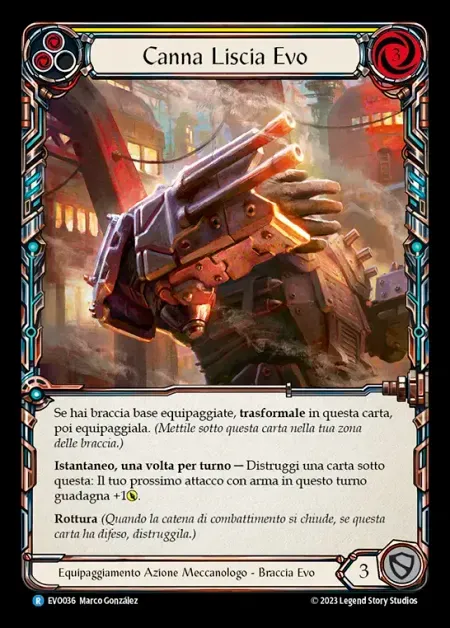 Canna Liscia Evo
3
Se hai braccia base equipaggiate, trasformale in questa carta,
poi equipaggiala. (Mettile sotto questa carta nella tua zona
delle braccia.)
Istantaneo, una volta per turno — Distruggi una carta sotto
questa: Il tuo prossimo attacco con arma in questo turno
guadagna +1.
Rottura (Quando la catena di combattimento si chiude, se questa
carta ha difeso, distruggila.)
Equipaggiamento Azione Meccanologo - Braccia Evo
3
R EVO036 Marco González
© 2023 Legend Story Studios